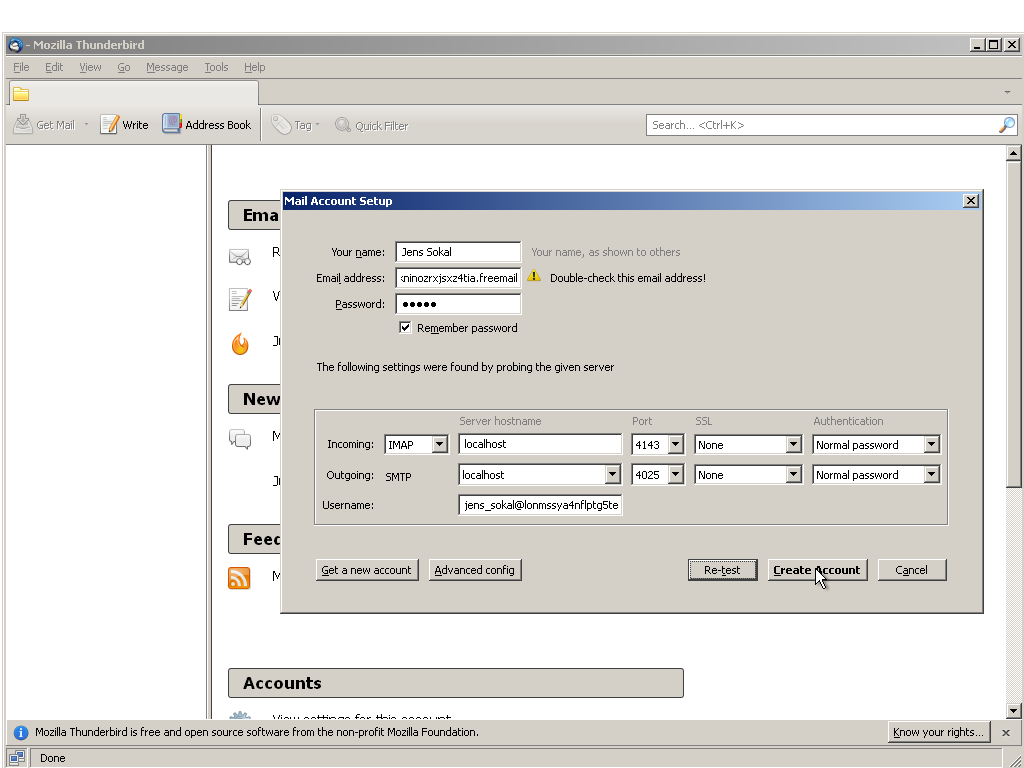 - Mozilla Thunderbird
File Edit View Go Message Tools Help
Get Mail Write Address Book Tag Quick Filter Search... <Ctrl+K>
Mail Account Setup
Your name: Jens Sokal Your name, as shown to others
Email address: ninozrxjsxz4tia.freemail Double-check this email address!
Password:
Remember password
The following settings were found by probing the given server
Server hostname Port SSL Authentication
Incoming: IMAP localhost 4143 None Normal password
Outgoing: SMTP localhost 4025 None Normal password
Username: jens_sokal@lonmssya4nflptg5te
Get a new account Advanced config Re-test Create Account Cancel
Ema
New
Feed
Accounts
View settings for this account
Mozilla Thunderbird is free and open source software from the non-profit Mozilla Foundation. Know your rights...
Done